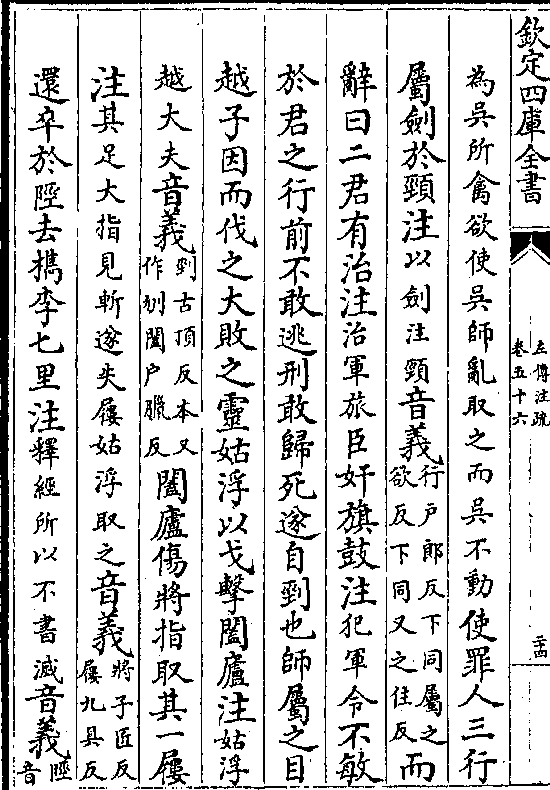 欽定四庫全書
左傳注疏
卷五十六
二十四
為吳所禽欲使吳師亂取之而吳不動使罪人三行
屬劍於頸注以劍注頸音義行戶郎反下同屬之欲反下同又之住反而
辭曰二君有治注治軍旅臣奸旗鼓注犯軍令不敏
於君之行前不敢逃刑敢歸死遂自剄也師屬之目
越子因而伐之大敗之靈姑浮以戈擊闔廬注姑浮
越大夫音義剄古頂反本又作刎闔户臘反闔廬傷將指取其一屨
注其足大指見斬遂失屨姑浮取之音義將子匠反屨九具反
還卒於陘去檇李七里注釋經所以不書滅音義陘音